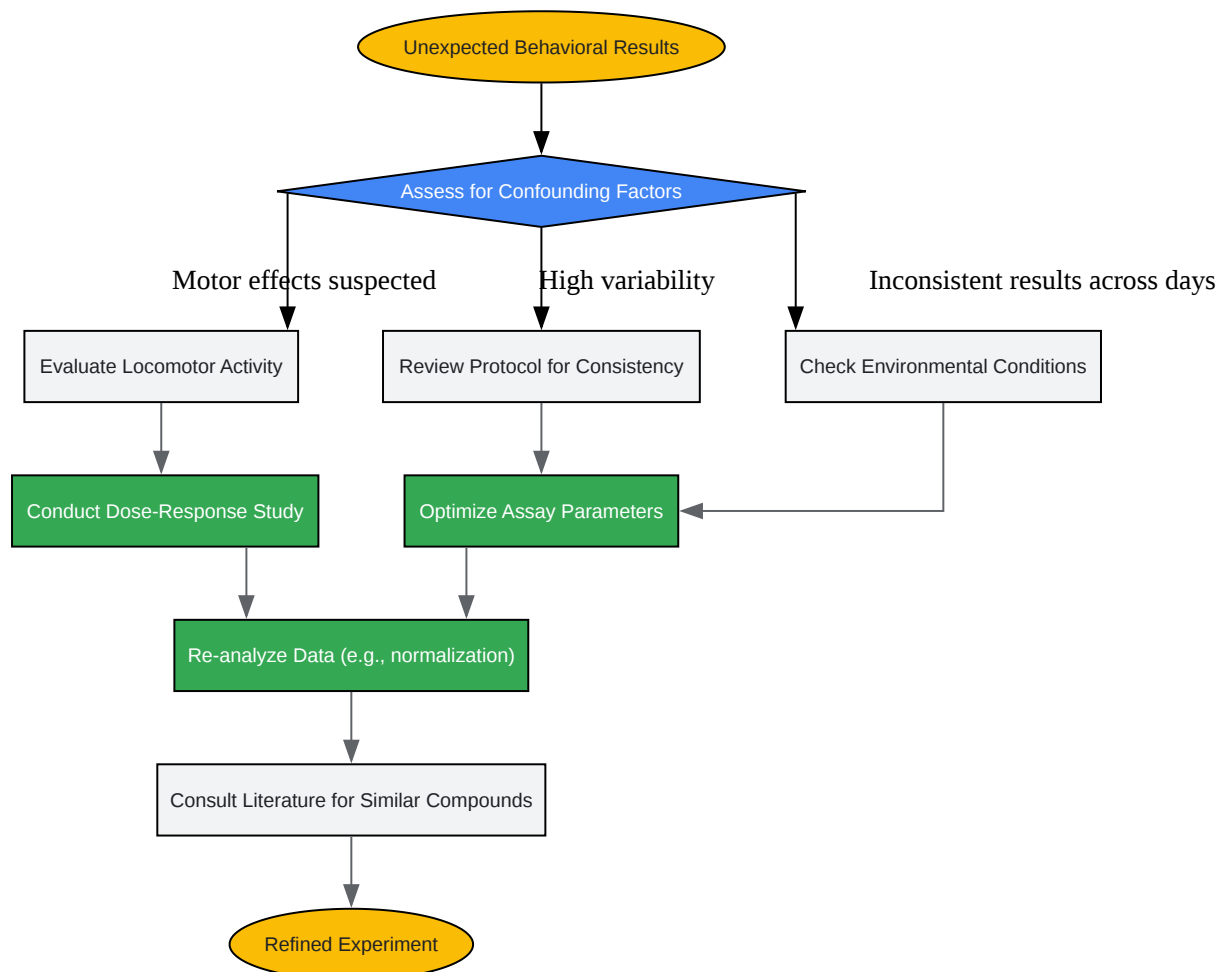 Unexpected Behavioral Results
Assess for Confounding Factors
Motor effects suspected
High variability
Inconsistent results across days
Evaluate Locomotor Activity
Review Protocol for Consistency
Check Environmental Conditions
Conduct Dose-Response Study
Optimize Assay Parameters
Re-analyze Data (e.g., normalization)
Consult Literature for Similar Compounds
Refined Experiment